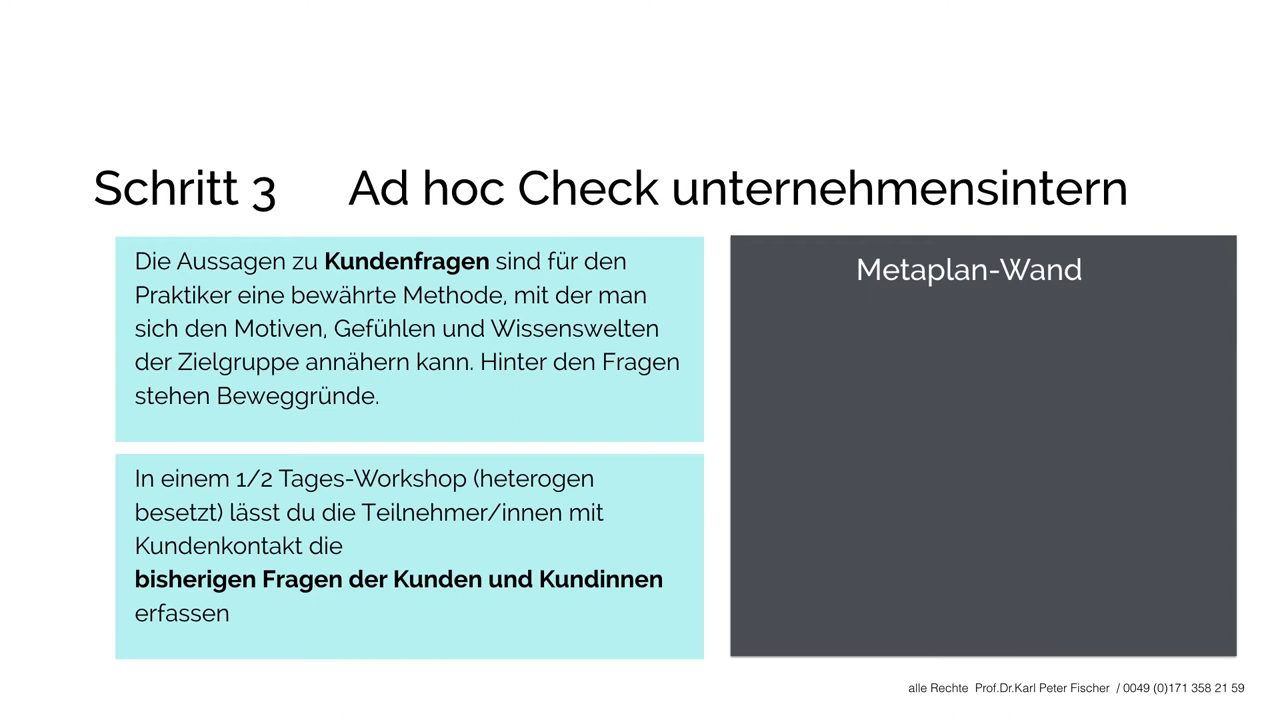 Schritt 3 Ad hoc Check unternehmensintern
Die Aussagen zu Kundenfragen sind für den
Praktiker eine bewährte Methode, mit der man
sich den Motiven, Gefühlen und Wissenswelten
der Zielgruppe annähern kann. Hinter den Fragen
stehen Beweggründe.
In einem 1/2 Tages-Workshop (heterogen
besetzt) lässt du die Teilnehmer/innen mit
Kundenkontakt die
bisherigen Fragen der Kunden und Kundinnen
erfassen
Metaplan-Wand
alle Rechte Prof.Dr.Karl Peter Fischer / 0049 (0)171 358 21 59